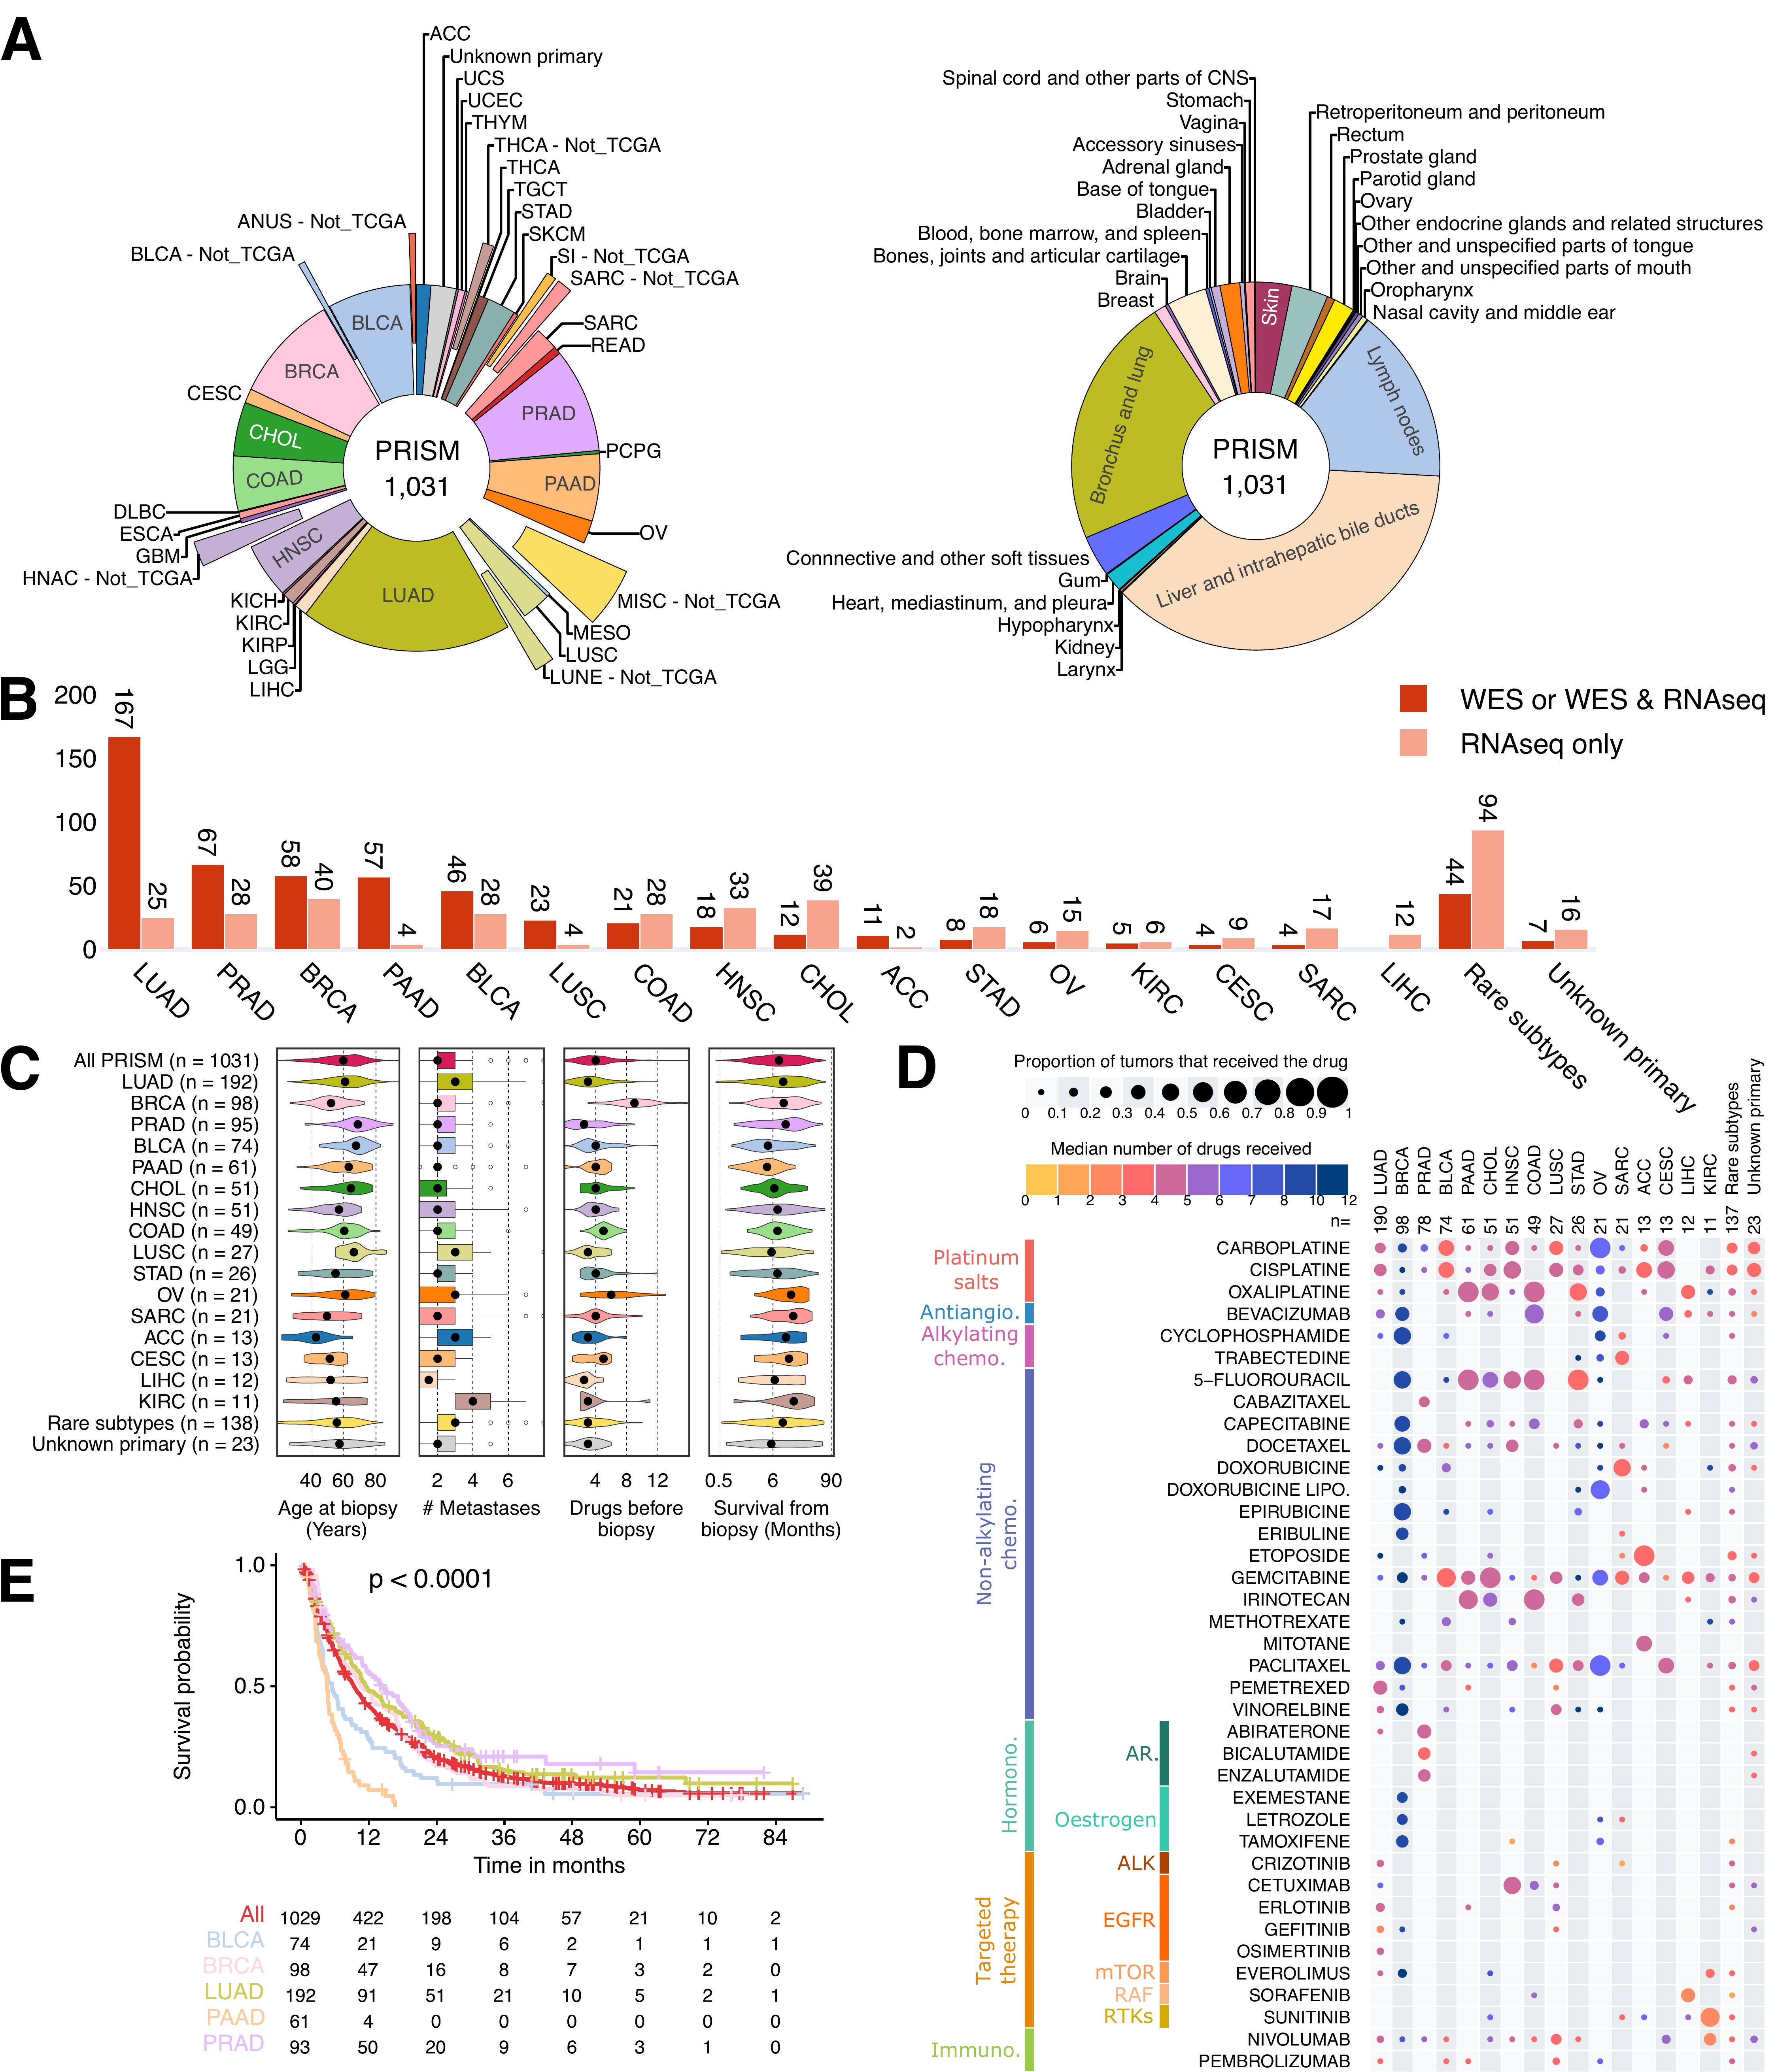 A
ACC
Unknown primary
UCS
UCEC
THYM
THCA - Not_TCGA
THCA
TGCT
STAD
SKCM
SI - Not_TCGA
SARC - Not_TCGA
SARC
READ
PRAD
PCPG
PAAD
OV
MISC - Not_TCGA
MESO
LUSC
LUNE - Not_TCGA
LUAD
LIHC
LGG
KIRP
KIRC
KICH
HNSC
HNAC - Not_TCGA
GBM
ESCA
DLBC
COAD
CHOL
CESC
BRCA
BLCA - Not_TCGA
BLCA
ANUS - Not_TCGA
PRISM
1,031
Spinal cord and other parts of CNS
Stomach
Vagina
Accessory sinuses
Adrenal gland
Base of tongue
Bladder
Blood, bone marrow, and spleen
Bones, joints and articular cartilage
Brain
Breast
Bronchus and lung
Connnective and other soft tissues
Gum
Heart, mediastinum, and pleura
Hypopharynx
Kidney
Larynx
Liver and intrahepatic bile ducts
Lymph nodes
Skin
Retroperitoneum and peritoneum
Rectum
Prostate gland
Parotid gland
Ovary
Other endocrine glands and related structures
Other and unspecified parts of tongue
Other and unspecified parts of mouth
Oropharynx
Nasal cavity and middle ear
PRISM
1,031
B
WES or WES & RNAseq
RNAseq only
200
150
100
50
0
167 25
67 28
58 40
57 4
46 28
23 4
21 28
18 33
12 39
11 2
8 18
6 15
5 6
4 9
4 17
12
44 94
7 16
LUAD PRAD BRCA PAAD BLCA LUSC COAD HNSC CHOL ACC STAD OV KIRC CESC SARC LIHC Rare subtypes Unknown primary
C
All PRISM (n = 1031)
LUAD (n = 192)
BRCA (n = 98)
PRAD (n = 95)
BLCA (n = 74)
PAAD (n = 61)
CHOL (n = 51)
HNSC (n = 51)
COAD (n = 49)
LUSC (n = 27)
STAD (n = 26)
OV (n = 21)
SARC (n = 21)
ACC (n = 13)
CESC (n = 13)
LIHC (n = 12)
KIRC (n = 11)
Rare subtypes (n = 138)
Unknown primary (n = 23)
40 60 80
2 4 6
4 8 12
0.5 6 90
Age at biopsy
(Years)
# Metastases
Drugs before
biopsy
Survival from
biopsy (Months)
D
Proportion of tumors that received the drug
0 0.1 0.2 0.3 0.4 0.5 0.6 0.7 0.8 0.9 1
Median number of drugs received
0 1 2 3 4 5 6 7 8 10 12
LUAD BRCA PRAD BLCA PAAD CHOL HNSC COAD LUSC STAD OV SARC ACC CESC LIHC KIRC Rare subtypes Unknown primary
n= 190 98 78 74 61 51 51 49 27 26 21 21 13 13 12 11 137 23
Platinum
salts
Antiangio.
Alkylating
chemo.
Non-alkylating
chemo.
Hormono.
AR.
Oestrogen
Targeted
theerapy
ALK
EGFR
mTOR
RAF
RTKs
Immuno.
CARBOPLATINE
CISPLATINE
OXALIPLATINE
BEVACIZUMAB
CYCLOPHOSPHAMIDE
TRABECTEDINE
5-FLUOROURACIL
CABAZITAXEL
CAPECITABINE
DOCETAXEL
DOXORUBICINE
DOXORUBICINE LIPO.
EPIRUBICINE
ERIBULINE
ETOPOSIDE
GEMCITABINE
IRINOTECAN
METHOTREXATE
MITOTANE
PACLITAXEL
PEMETREXED
VINORELBINE
ABIRATERONE
BICALUTAMIDE
ENZALUTAMIDE
EXEMESTANE
LETROZOLE
TAMOXIFENE
CRIZOTINIB
CETUXIMAB
ERLOTINIB
GEFITINIB
OSIMERTINIB
EVEROLIMUS
SORAFENIB
SUNITINIB
NIVOLUMAB
PEMBROLIZUMAB
E
Survival probability
1.0
0.5
0.0
p < 0.0001
0 12 24 36 48 60 72 84
Time in months
All 1029 422 198 104 57 21 10 2
BLCA 74 21 9 6 2 1 1 1
BRCA 98 47 16 8 7 3 2 0
LUAD 192 91 51 21 10 5 2 1
PAAD 61 4 0 0 0 0 0 0
PRAD 93 50 20 9 6 3 1 0